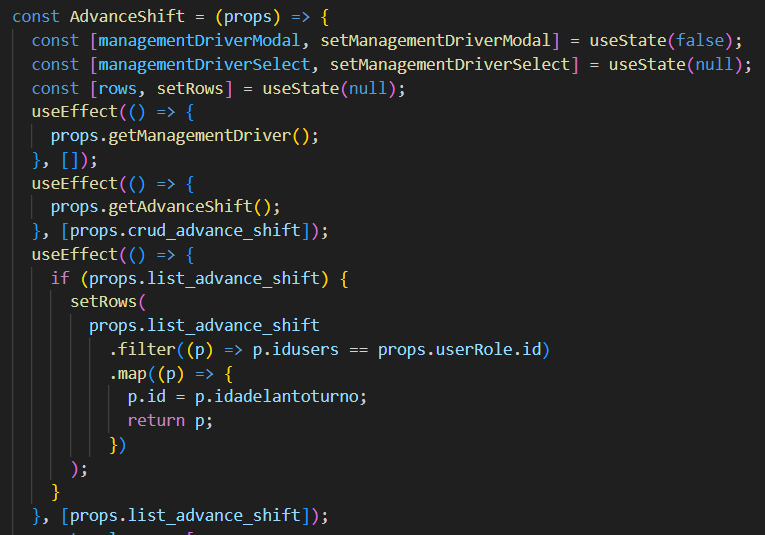 const AdvanceShift = (props) => {
const [managementDriverModal, setManagementDriverModal] = useState(false);
const [managementDriverSelect, setManagementDriverSelect] = useState(null);
const [rows, setRows] = useState(null);
useEffect(() => {
props.getManagementDriver();
}, []);
useEffect(() => {
props.getAdvanceShift();
}, [props.crud_advance_shift]);
useEffect(() => {
if (props.list_advance_shift) {
setRows(
props.list_advance_shift
.filter((p) => p.idusers == props.userRole.id)
.map((p) => {
p.id = p.idadelantoturno;
return p;
})
);
}
}, [props.list_advance_shift]);